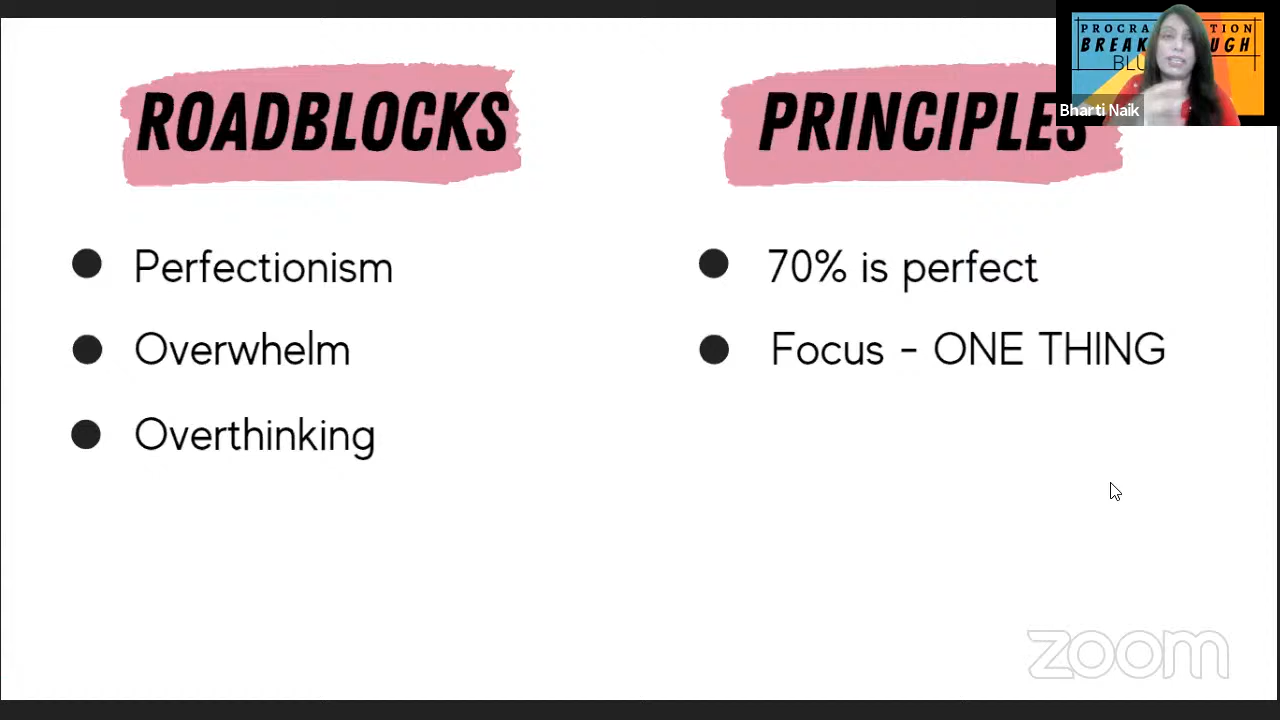 ROADBLOCKS
Perfectionism
Overwhelm
Overthinking
PRINCIPLES
70% is perfect
Focus - ONE THING
Bharti Naik
zoom